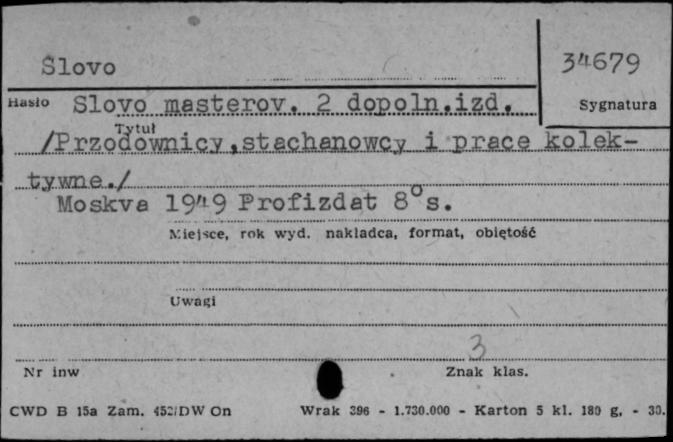 Slovo
34679
Hasło Slovo masterov. 2 dopoln.izd.
Sygnatura
Tytuł
/Przodownicy,stachanowcy i prace kolek-
tywne./
Moskva 1949 Profizdat 8°s.
Miejsce, rok wyd. nakladca, format, objętość
Uwagi
3
Nr inw
Znak klas.
CWD B 15a Zam. 452/DW On Wrak 396 - 1.730.000 - Karton 5 kl. 180 g. - 30.